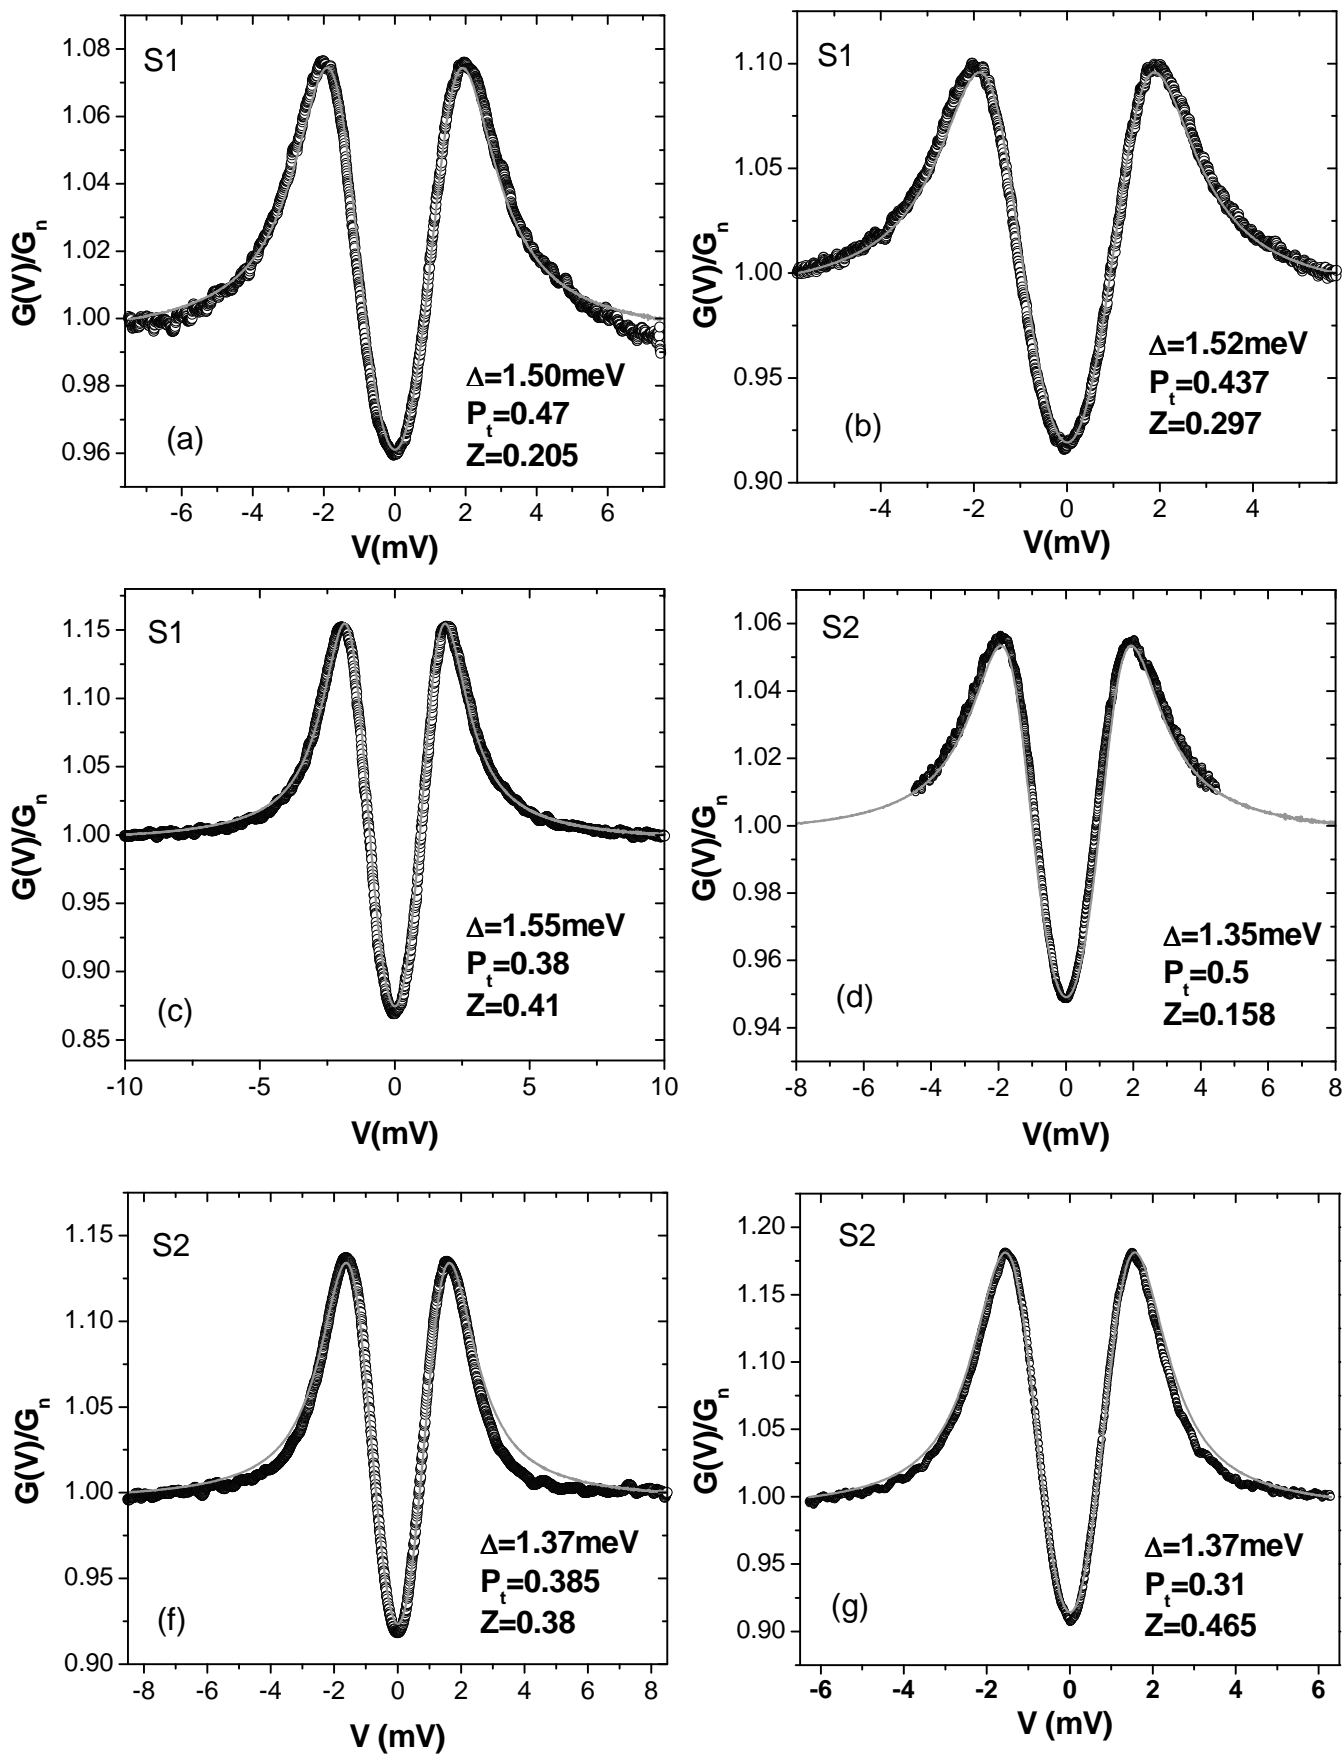 S1
G(V)/Gn
1.08
1.06
1.04
1.02
1.00
0.98
0.96
Δ=1.50meV
Pt=0.47
Z=0.205
(a)
-6 -4 -2 0 2 4 6
V(mV)
S1
G(V)/Gn
1.10
1.05
1.00
0.95
0.90
Δ=1.52meV
Pt=0.437
Z=0.297
(b)
-4 -2 0 2 4
V(mV)
S1
G(V)/Gn
1.15
1.10
1.05
1.00
0.95
0.90
0.85
Δ=1.55meV
Pt=0.38
Z=0.41
(c)
-10 -5 0 5 10
V(mV)
S2
G(V)/Gn
1.06
1.04
1.02
1.00
0.98
0.96
0.94
Δ=1.35meV
Pt=0.5
Z=0.158
(d)
-8 -6 -4 -2 0 2 4 6 8
V(mV)
S2
G(V)/Gn
1.15
1.10
1.05
1.00
0.95
0.90
Δ=1.37meV
Pt=0.385
Z=0.38
(f)
-8 -6 -4 -2 0 2 4 6 8
V (mV)
S2
G(V)/Gn
1.20
1.15
1.10
1.05
1.00
0.95
0.90
Δ=1.37meV
Pt=0.31
Z=0.465
(g)
-6 -4 -2 0 2 4 6
V (mV)